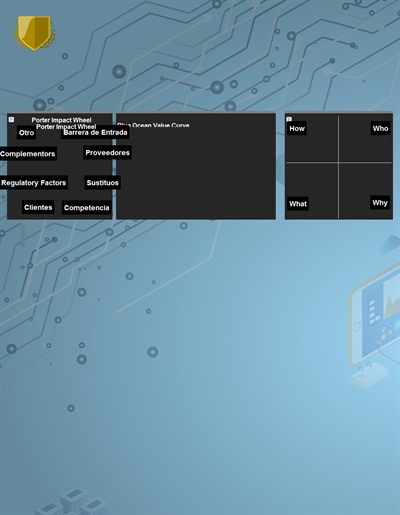 Porter Impact Wheel
Porter Impact Wheel
Otro
Barrera de Entrada
Complementors
Proveedores
Regulatory Factors
Sustituos
Clientes
Competencia
Ocean Value Curve
How
Who
What
Why